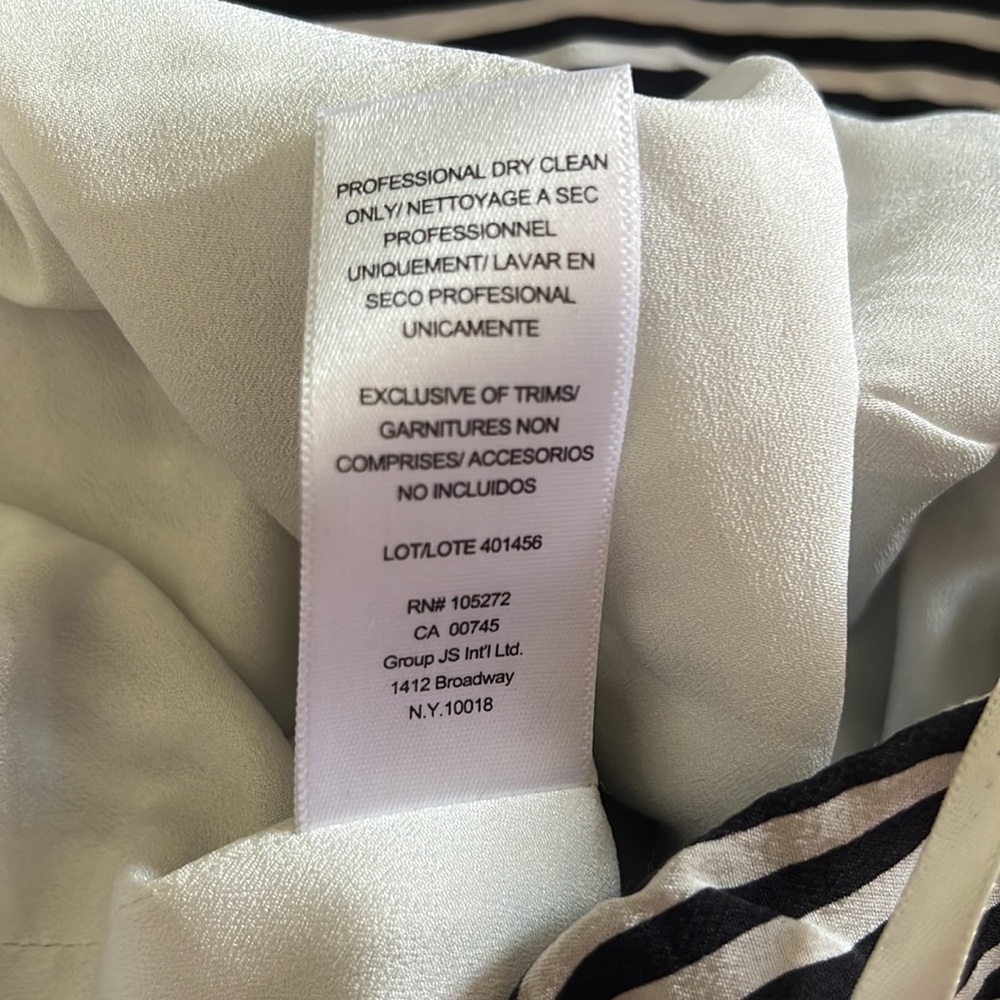 PROFESSIONAL DRY CLEAN
ONLY/ NETTOYAGE A SEC
PROFESSIONNEL
UNIQUEMENT/ LAVAR EN
SECO PROFESIONAL
UNICAMENTE
EXCLUSIVE OF TRIMS/
GARNITURES NON
COMPRISES/ ACCESORIOS
NO INCLUIDOS
LOT/LOTE 401456
RN# 105272
CA 00745
Group JS Int'l Ltd.
1412 Broadway
N.Y.10018